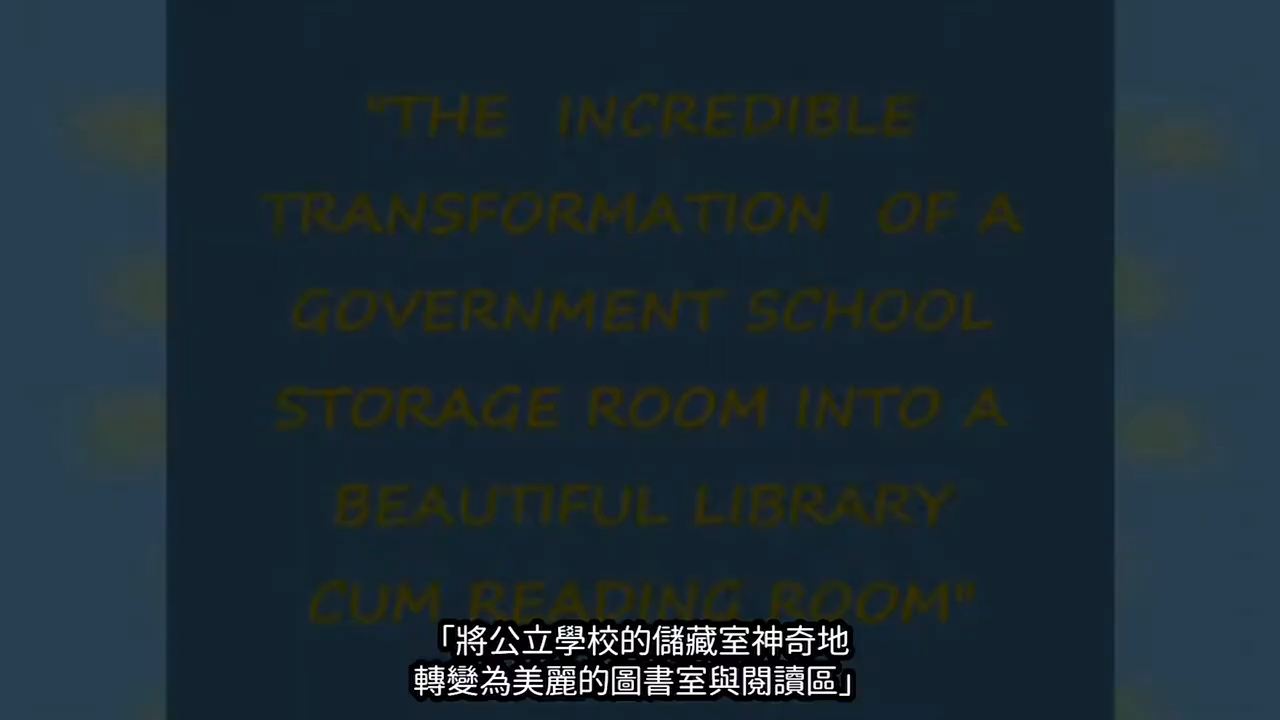 "THE INCREDIBLE
TRANSFORMATION OF A
GOVERNMENT SCHOOL
STORAGE ROOM INTO A
BEAUTIFUL LIBRARY
CUM READING ROOM"
「將公立學校的儲藏室神奇地
轉變為美麗的圖書室與閱讀區」